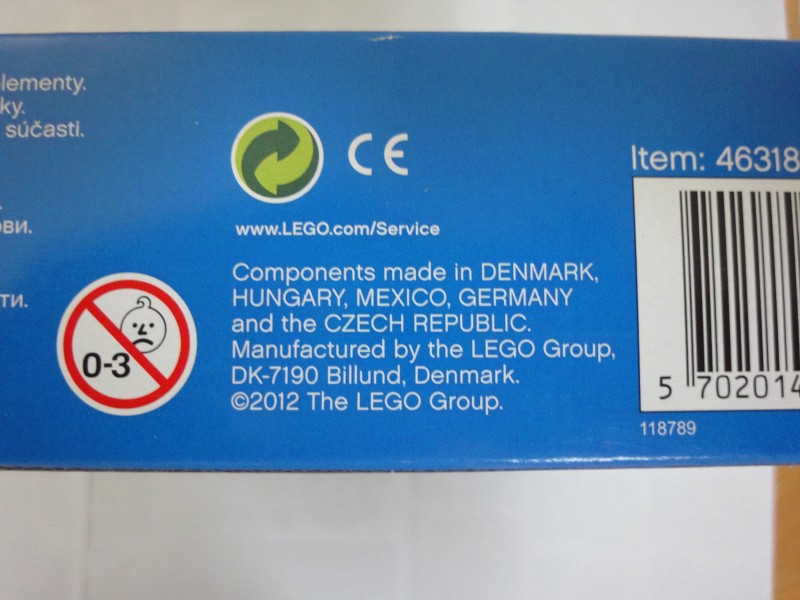 lementy.
ky.
súčasti.
ови.
ти.
0-3
CE
www.LEGO.com/Service
Components made in DENMARK,
HUNGARY, MEXICO, GERMANY
and the CZECH REPUBLIC.
Manufactured by the LEGO Group,
DK-7190 Billund, Denmark.
©2012 The LEGO Group.
Item: 46318
5 702014
118789